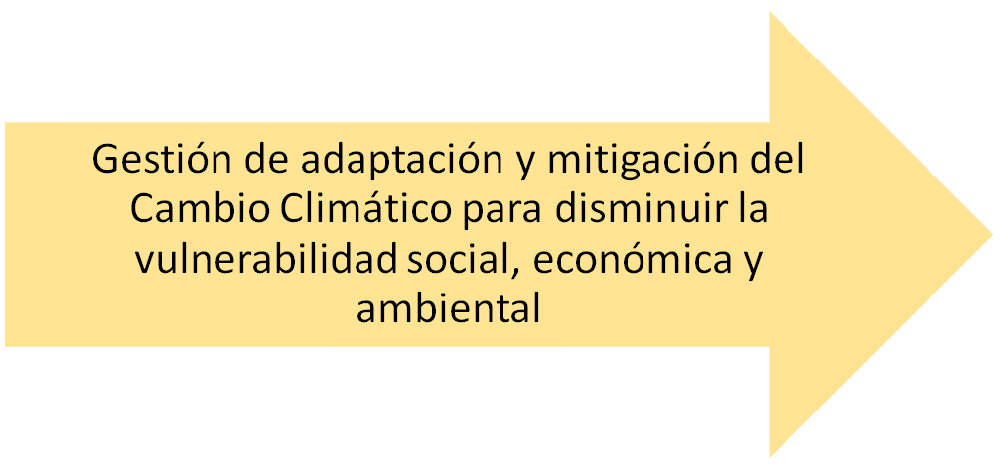 Gestión de adaptación y mitigación del
Cambio Climático para disminuir la
vulnerabilidad social, económica y
ambiental